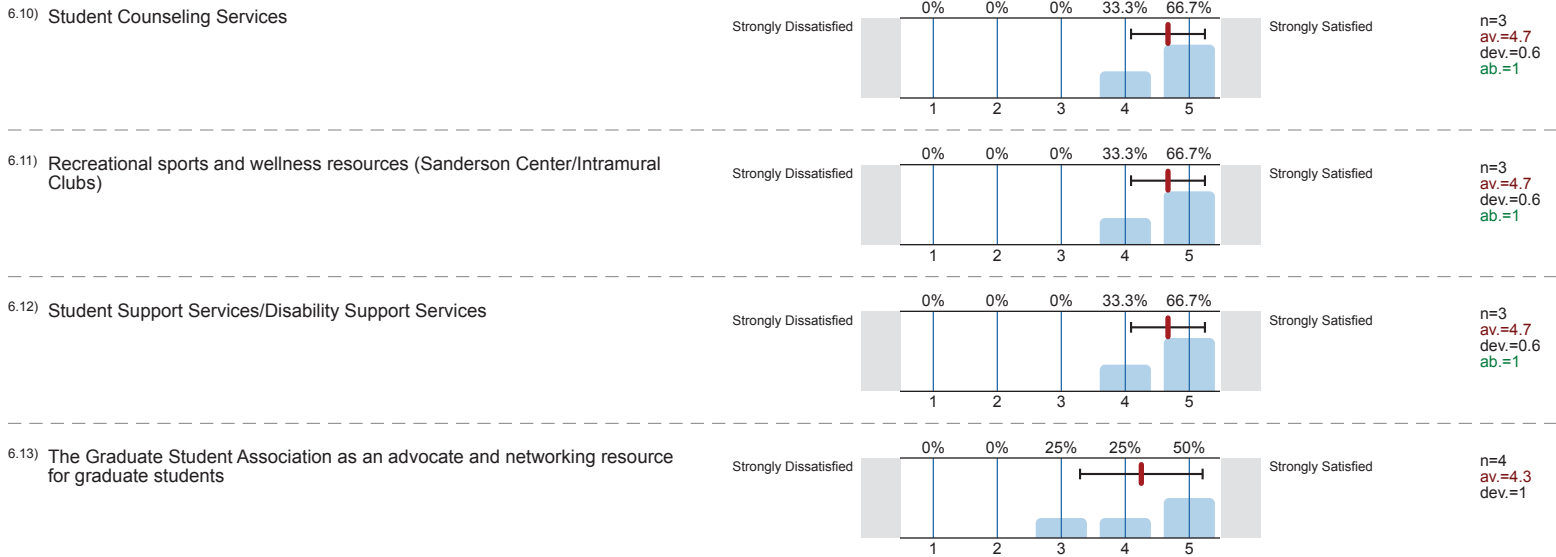 6.10) Student Counseling Services
Strongly Dissatisfied
0% 0% 0% 33.3% 66.7%
1 2 3 4 5
Strongly Satisfied
n=3
av.=4.7
dev.=0.6
ab.=1
6.11) Recreational sports and wellness resources (Sanderson Center/Intramural
Clubs)
Strongly Dissatisfied
0% 0% 0% 33.3% 66.7%
1 2 3 4 5
Strongly Satisfied
n=3
av.=4.7
dev.=0.6
ab.=1
6.12) Student Support Services/Disability Support Services
Strongly Dissatisfied
0% 0% 0% 33.3% 66.7%
1 2 3 4 5
Strongly Satisfied
n=3
av.=4.7
dev.=0.6
ab.=1
6.13) The Graduate Student Association as an advocate and networking resource
for graduate students
Strongly Dissatisfied
0% 0% 25% 25% 50%
1 2 3 4 5
Strongly Satisfied
n=4
av.=4.3
dev.=1